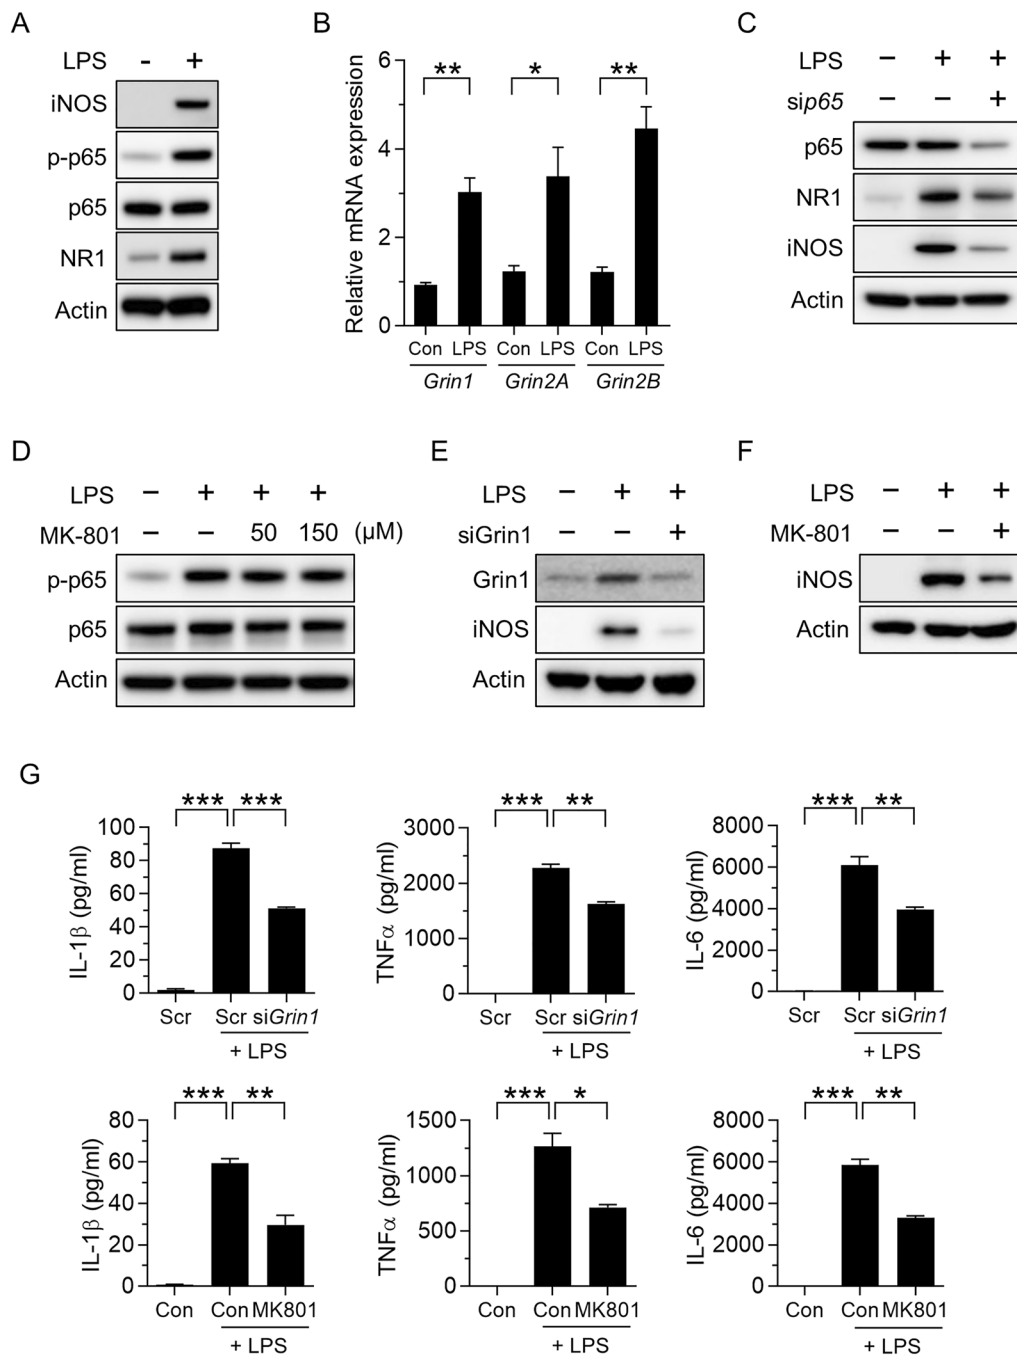 A
LPS - +
iNOS
p-p65
p65
NR1
Actin
B
Relative mRNA expression
6
4
2
0
** * **
Con LPS Con LPS Con LPS
Grin1 Grin2A Grin2B
C
LPS − + +
sip65 − − +
p65
NR1
iNOS
Actin
D
LPS − + + +
MK-801 − − 50 150 (μM)
p-p65
p65
Actin
E
LPS − + +
siGrin1 − − +
Grin1
iNOS
Actin
F
LPS − + +
MK-801 − − +
iNOS
Actin
G
*** ***
IL-1β (pg/ml)
100
80
60
40
20
0
Scr Scr siGrin1
+ LPS
*** **
TNFα (pg/ml)
3000
2000
1000
0
Scr Scr siGrin1
+ LPS
*** **
IL-6 (pg/ml)
8000
6000
4000
2000
0
Scr Scr siGrin1
+ LPS
*** **
IL-1β (pg/ml)
80
60
40
20
0
Con Con MK801
+ LPS
*** *
TNFα (pg/ml)
1500
1000
500
0
Con Con MK801
+ LPS
*** **
IL-6 (pg/ml)
8000
6000
4000
2000
0
Con Con MK801
+ LPS